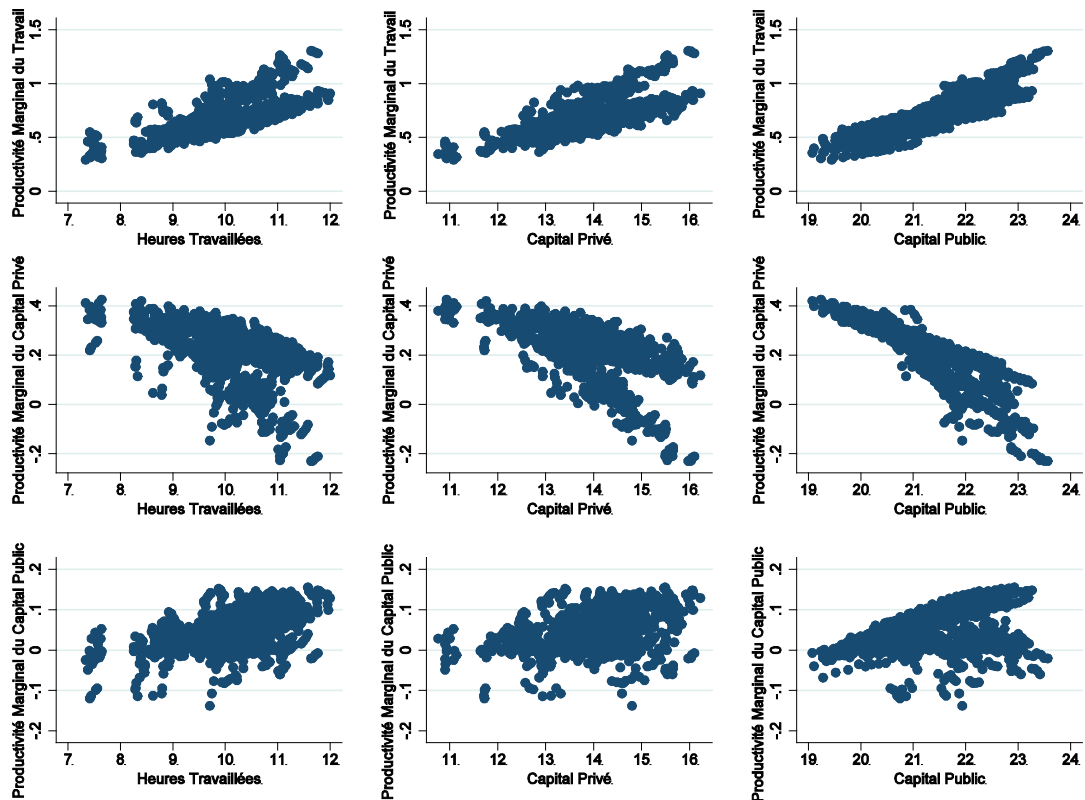 Productivité Marginal du Travail
0 .5 1 1.5
7. 8. 9. 10. 11. 12.
Heures Travaillées.
Productivité Marginal du Travail
0 .5 1 1.5
11. 12. 13. 14. 15. 16.
Capital Privé.
Productivité Marginal du Travail
0 .5 1 1.5
19. 20. 21. 22. 23. 24.
Capital Public.
Productivité Marginal du Capital Privé
-.2 0 .2 .4
7. 8. 9. 10. 11. 12.
Heures Travaillées.
Productivité Marginal du Capital Privé
-.2 0 .2 .4
11. 12. 13. 14. 15. 16.
Capital Privé.
Productivité Marginal du Capital Privé
-.2 0 .2 .4
19. 20. 21. 22. 23. 24.
Capital Public.
Productivité Marginal du Capital Public
-.2 -.1 0 .1 .2
7. 8. 9. 10. 11. 12.
Heures Travaillées.
Productivité Marginal du Capital Public
-.2 -.1 0 .1 .2
11. 12. 13. 14. 15. 16.
Capital Privé.
Productivité Marginal du Capital Public
-.2 -.1 0 .1 .2
19. 20. 21. 22. 23. 24.
Capital Public.